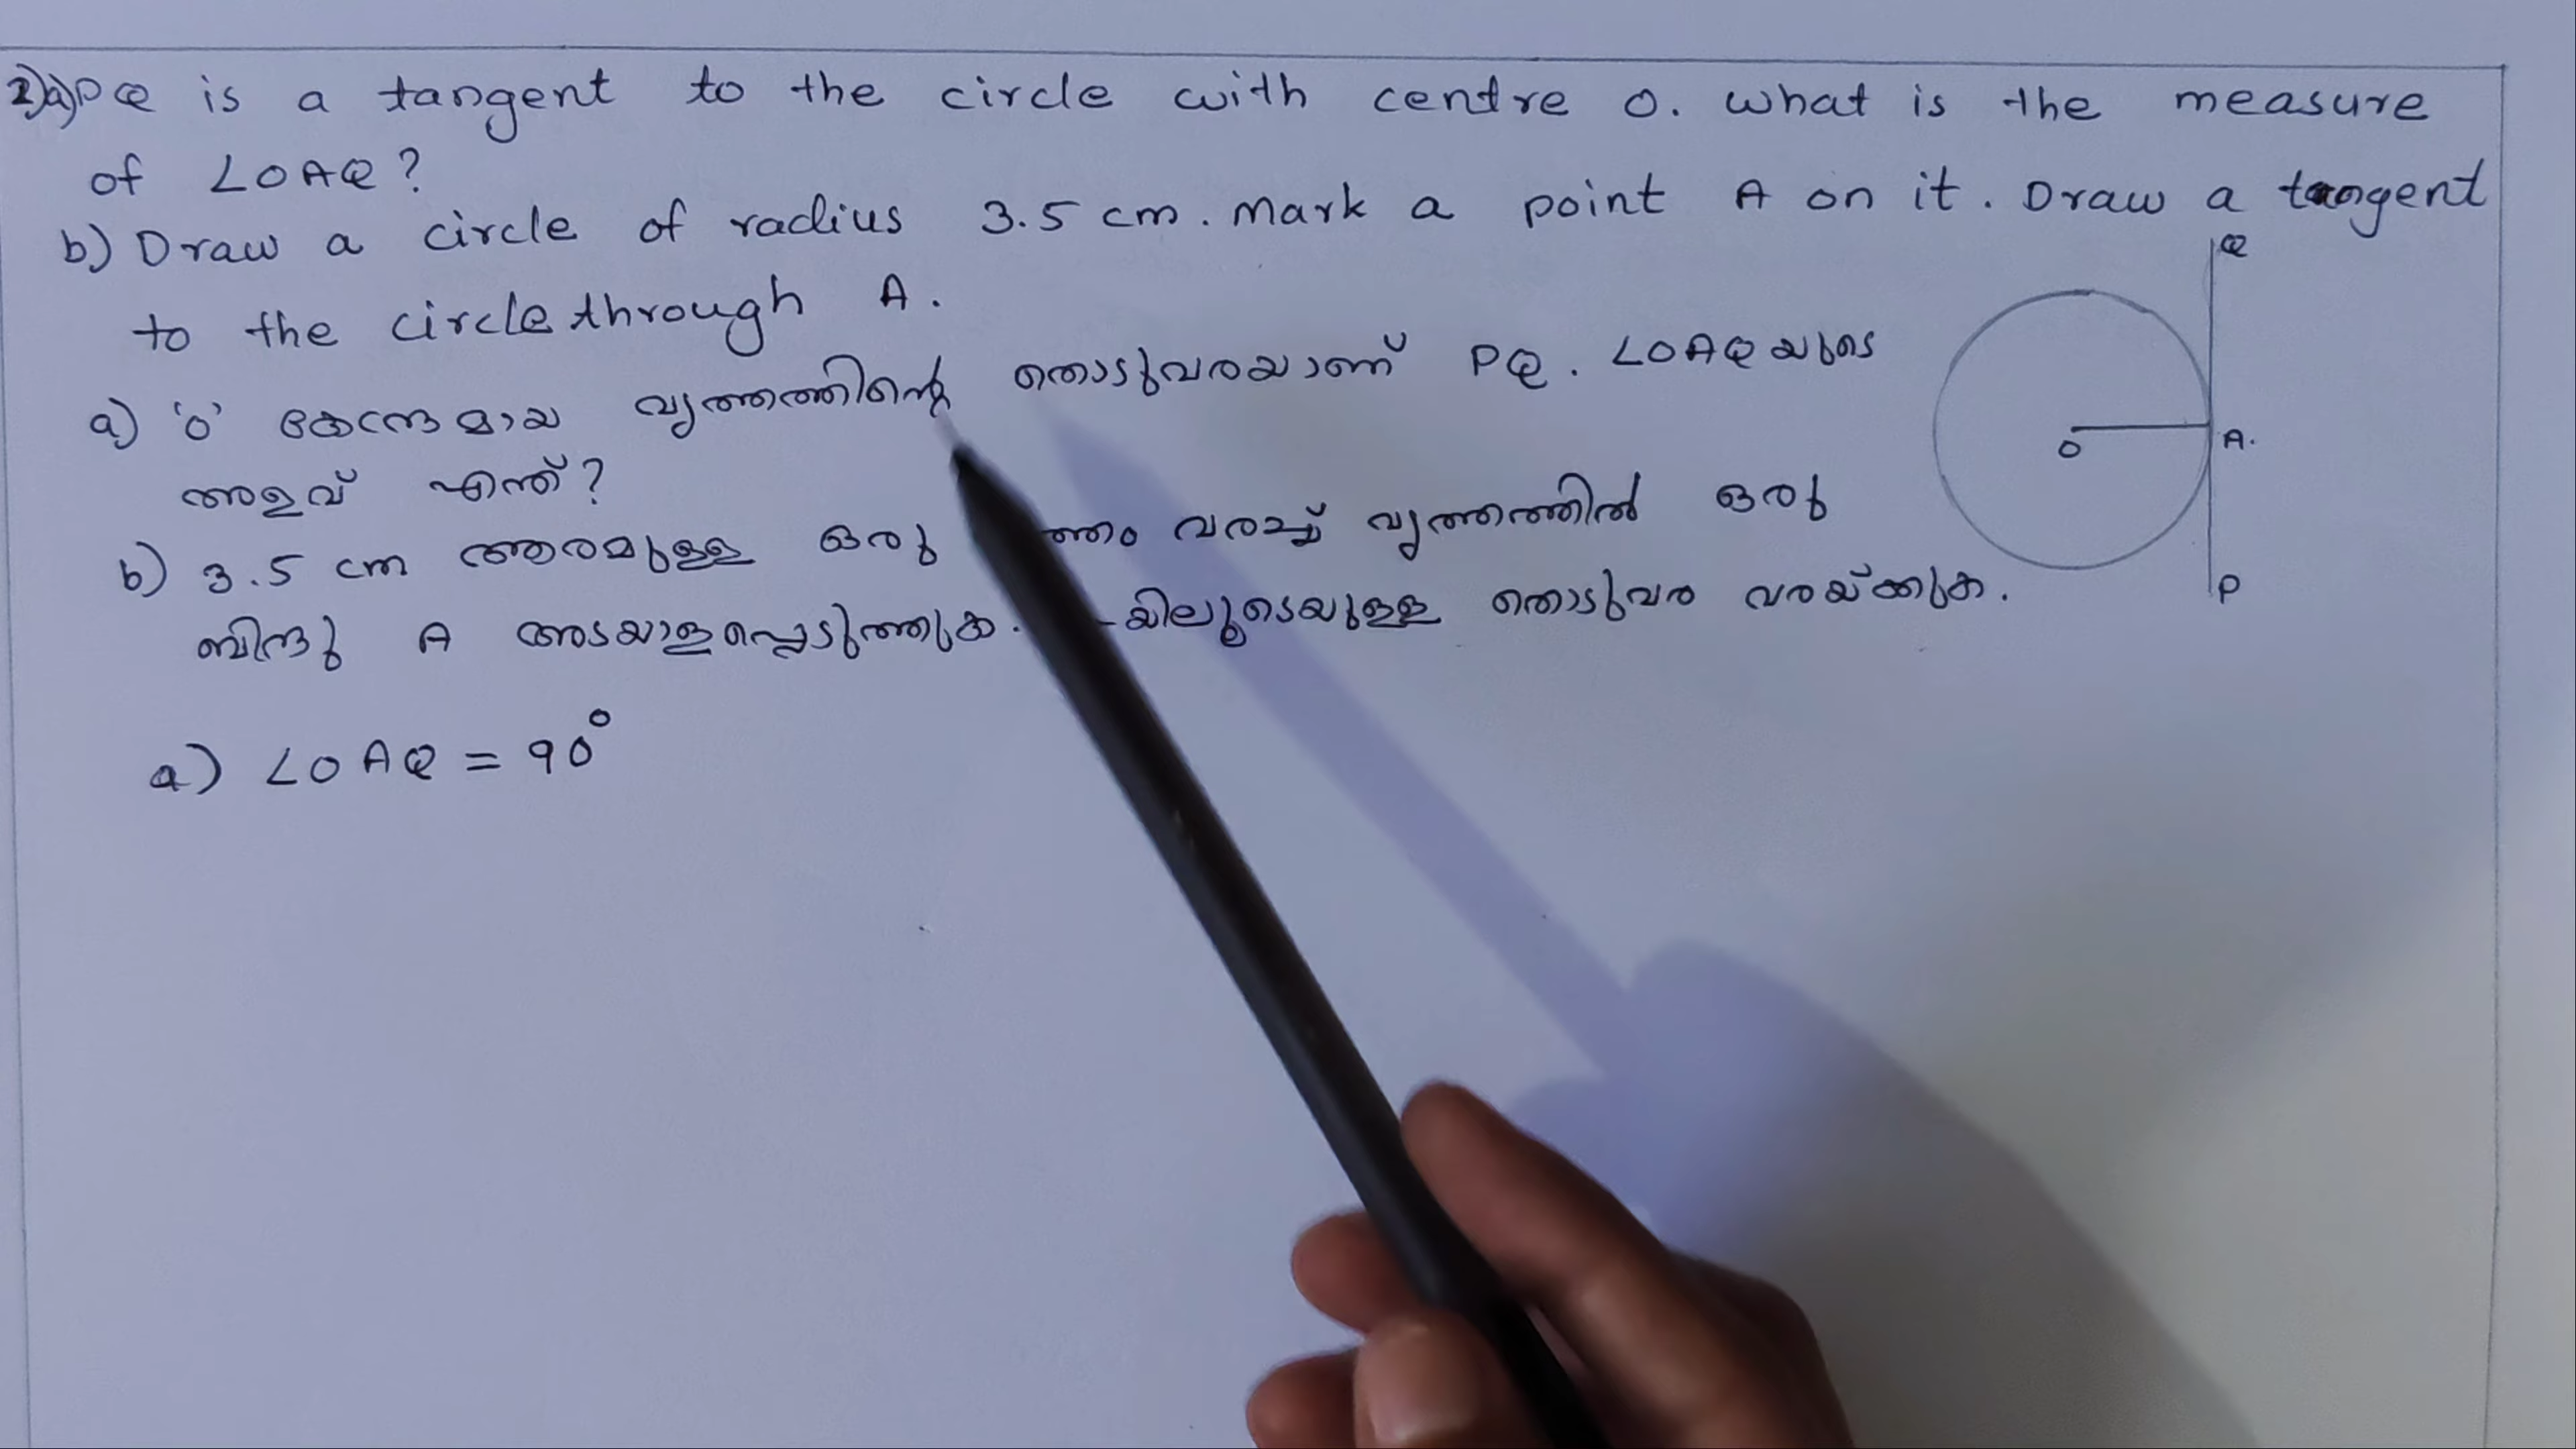 2)a) PQ is a tangent to the circle with centre O. What is the measure
of ∠OAQ?
b) Draw a circle of radius 3.5 cm. Mark a point A on it. Draw a tangent
to the circle through A.
a) 'O' കേന്ദ്രമായ വൃത്തത്തിന്റെ തൊടുവരയാണ് PQ. ∠OAQ യുടെ
അളവ് എന്ത്?
b) 3.5 cm ആരമുള്ള ഒരു വരച്ച് വൃത്തത്തിൽ ഒരു
ബിന്ദു A അടയാളപ്പെടുത്തുക. യിലൂടെയുള്ള തൊടുവര വരയ്ക്കുക.
Q
O
A.
P
a) ∠OAQ = 90°